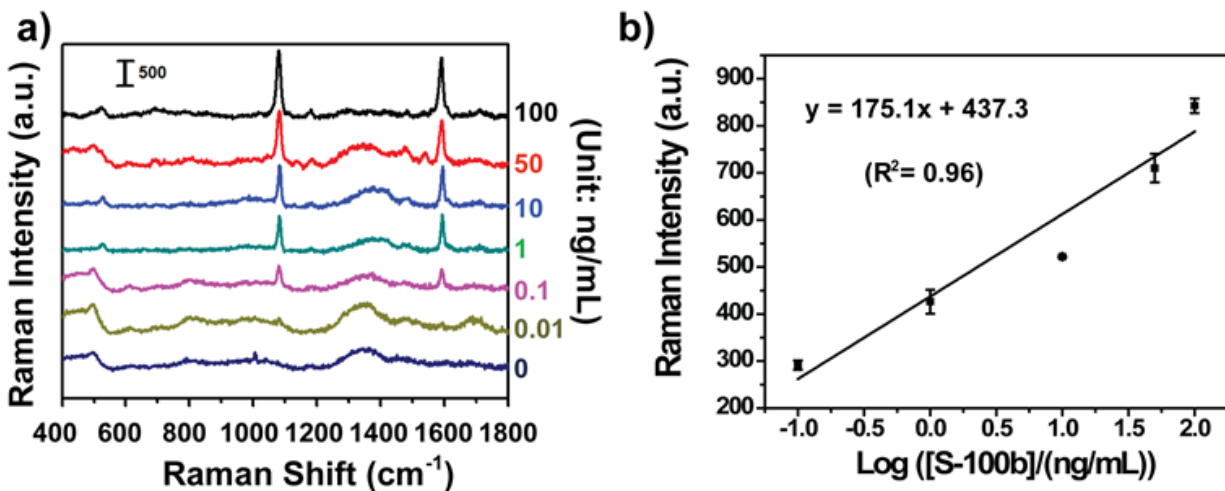 a)
500
Raman Intensity (a.u.)
100
50
10
1
0.1
0.01
0
(Unit: ng/mL)
400 600 800 1000 1200 1400 1600 1800
Raman Shift (cm⁻¹)
b)
Raman Intensity (a.u.)
900
800
700
600
500
400
300
200
y = 175.1x + 437.3
(R²= 0.96)
-1.0 -0.5 0.0 0.5 1.0 1.5 2.0
Log ([S-100b]/(ng/mL))